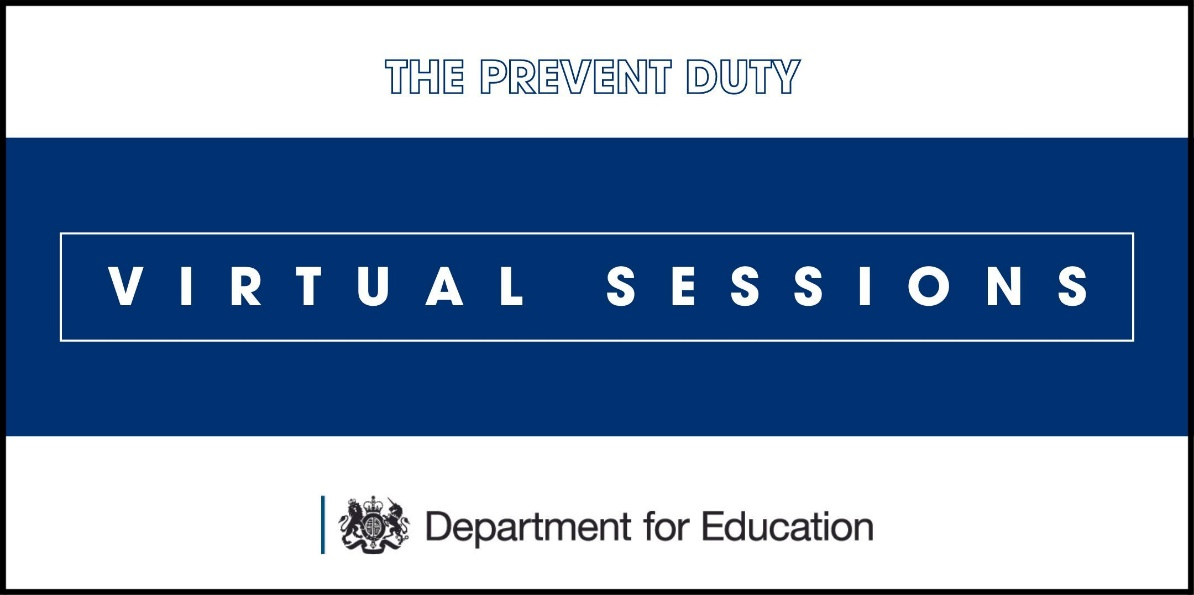 THE PREVENT DUTY
VIRTUAL SESSIONS
Department for Education